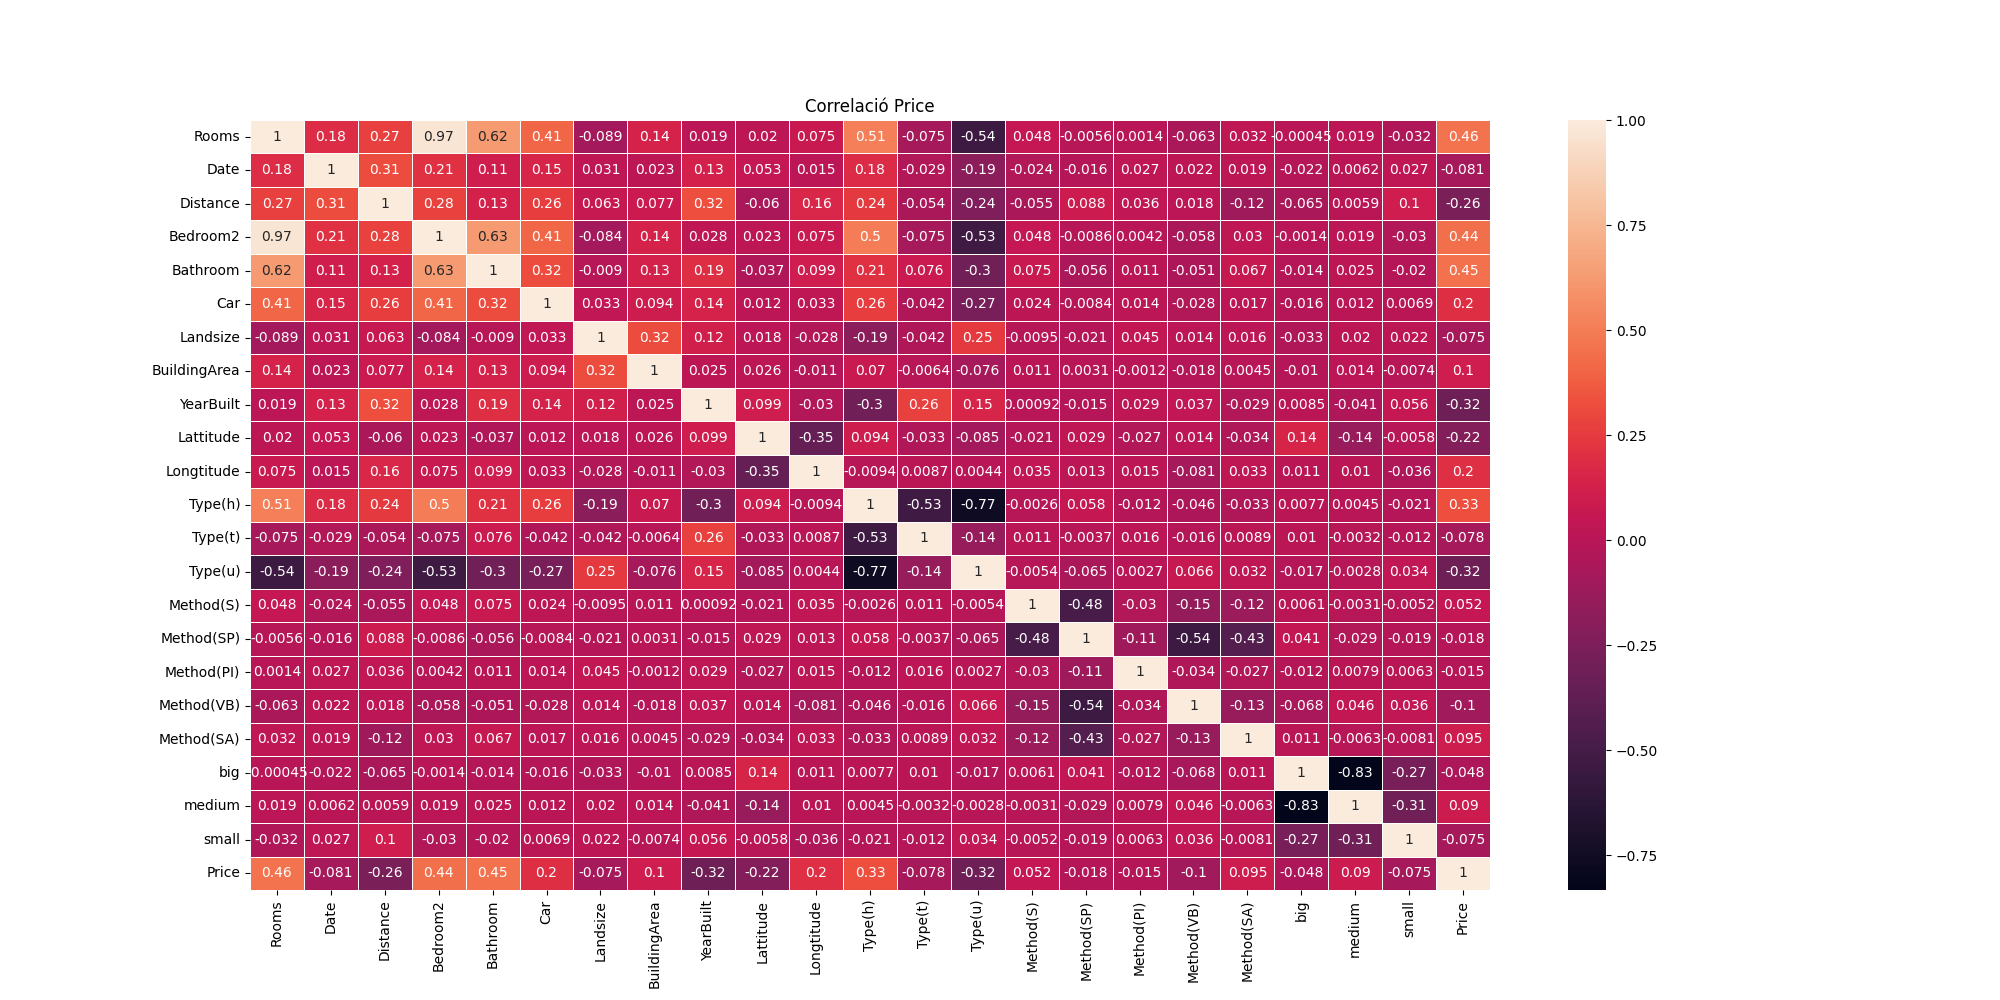 Correlació Price
Rooms 1 0.18 0.27 0.97 0.62 0.41 -0.089 0.14 0.019 0.02 0.075 0.51 -0.075 -0.54 0.048 -0.0056 0.0014 -0.063 0.032 -0.00045 0.019 -0.032 0.46 1.00
Date 0.18 1 0.31 0.21 0.11 0.15 0.031 0.023 0.13 0.053 0.015 0.18 -0.029 -0.19 -0.024 -0.016 0.027 0.022 0.019 -0.022 0.0062 0.027 -0.081
Distance 0.27 0.31 1 0.28 0.13 0.26 0.063 0.077 0.32 -0.06 0.16 0.24 -0.054 -0.24 -0.055 0.088 0.036 0.018 -0.12 -0.065 0.0059 0.1 -0.26
Bedroom2 0.97 0.21 0.28 1 0.63 0.41 -0.084 0.14 0.028 0.023 0.075 0.5 -0.075 -0.53 0.048 -0.0086 0.0042 -0.058 0.03 -0.0014 0.019 -0.03 0.44 0.75
Bathroom 0.62 0.11 0.13 0.63 1 0.32 -0.009 0.13 0.19 -0.037 0.099 0.21 0.076 -0.3 0.075 -0.056 0.011 -0.051 0.067 -0.014 0.025 -0.02 0.45
Car 0.41 0.15 0.26 0.41 0.32 1 0.033 0.094 0.14 0.012 0.033 0.26 -0.042 -0.27 0.024 -0.0084 0.014 -0.028 0.017 -0.016 0.012 0.0069 0.2
Landsize -0.089 0.031 0.063 -0.084 -0.009 0.033 1 0.32 0.12 0.018 -0.028 -0.19 -0.042 0.25 -0.0095 -0.021 0.045 0.014 0.016 -0.033 0.02 0.022 -0.075 0.50
BuildingArea 0.14 0.023 0.077 0.14 0.13 0.094 0.32 1 0.025 0.026 -0.011 0.07 -0.0064 -0.076 0.011 0.0031 -0.0012 -0.018 0.0045 -0.01 0.014 -0.0074 0.1
YearBuilt 0.019 0.13 0.32 0.028 0.19 0.14 0.12 0.025 1 0.099 -0.03 -0.3 0.26 0.15 0.00092 -0.015 0.029 0.037 -0.029 0.0085 -0.041 0.056 -0.32
Lattitude 0.02 0.053 -0.06 0.023 -0.037 0.012 0.018 0.026 0.099 1 -0.35 0.094 -0.033 -0.085 -0.021 0.029 -0.027 0.014 -0.034 0.14 -0.14 -0.0058 -0.22 0.25
Longtitude 0.075 0.015 0.16 0.075 0.099 0.033 -0.028 -0.011 -0.03 -0.35 1 -0.0094 0.0087 0.0044 0.035 0.013 0.015 -0.081 0.033 0.011 0.01 -0.036 0.2
Type(h) 0.51 0.18 0.24 0.5 0.21 0.26 -0.19 0.07 -0.3 0.094 -0.0094 1 -0.53 -0.77 -0.0026 0.058 -0.012 -0.046 -0.033 0.0077 0.0045 -0.021 0.33
Type(t) -0.075 -0.029 -0.054 -0.075 0.076 -0.042 -0.042 -0.0064 0.26 -0.033 0.0087 -0.53 1 -0.14 0.011 -0.0037 0.016 -0.016 0.0089 0.01 -0.0032 -0.012 -0.078 0.00
Type(u) -0.54 -0.19 -0.24 -0.53 -0.3 -0.27 0.25 -0.076 0.15 -0.085 0.0044 -0.77 -0.14 1 -0.0054 -0.065 0.0027 0.066 0.032 -0.017 -0.0028 0.034 -0.32
Method(S) 0.048 -0.024 -0.055 0.048 0.075 0.024 -0.0095 0.011 0.00092 -0.021 0.035 -0.0026 0.011 -0.0054 1 -0.48 -0.03 -0.15 -0.12 0.0061 -0.0031 -0.0052 0.052
Method(SP) -0.0056 -0.016 0.088 -0.0086 -0.056 -0.0084 -0.021 0.0031 -0.015 0.029 0.013 0.058 -0.0037 -0.065 -0.48 1 -0.11 -0.54 -0.43 0.041 -0.029 -0.019 -0.018 −0.25
Method(PI) 0.0014 0.027 0.036 0.0042 0.011 0.014 0.045 -0.0012 0.029 -0.027 0.015 -0.012 0.016 0.0027 -0.03 -0.11 1 -0.034 -0.027 -0.012 0.0079 0.0063 -0.015
Method(VB) -0.063 0.022 0.018 -0.058 -0.051 -0.028 0.014 -0.018 0.037 0.014 -0.081 -0.046 -0.016 0.066 -0.15 -0.54 -0.034 1 -0.13 -0.068 0.046 0.036 -0.1
Method(SA) 0.032 0.019 -0.12 0.03 0.067 0.017 0.016 0.0045 -0.029 -0.034 0.033 -0.033 0.0089 0.032 -0.12 -0.43 -0.027 -0.13 1 0.011 -0.0063 -0.0081 0.095 −0.50
big 0.00045 -0.022 -0.065 -0.0014 -0.014 -0.016 -0.033 -0.01 0.0085 0.14 0.011 0.0077 0.01 -0.017 0.0061 0.041 -0.012 -0.068 0.011 1 -0.83 -0.27 -0.048
medium 0.019 0.0062 0.0059 0.019 0.025 0.012 0.02 0.014 -0.041 -0.14 0.01 0.0045 -0.0032 -0.0028 -0.0031 -0.029 0.0079 0.046 -0.0063 -0.83 1 -0.31 0.09
small -0.032 0.027 0.1 -0.03 -0.02 0.0069 0.022 -0.0074 0.056 -0.0058 -0.036 -0.021 -0.012 0.034 -0.0052 -0.019 0.0063 0.036 -0.0081 -0.27 -0.31 1 -0.075 −0.75
Price 0.46 -0.081 -0.26 0.44 0.45 0.2 -0.075 0.1 -0.32 -0.22 0.2 0.33 -0.078 -0.32 0.052 -0.018 -0.015 -0.1 0.095 -0.048 0.09 -0.075 1
Rooms Date Distance Bedroom2 Bathroom Car Landsize BuildingArea YearBuilt Lattitude Longtitude Type(h) Type(t) Type(u) Method(S) Method(SP) Method(PI) Method(VB) Method(SA) big medium small Price